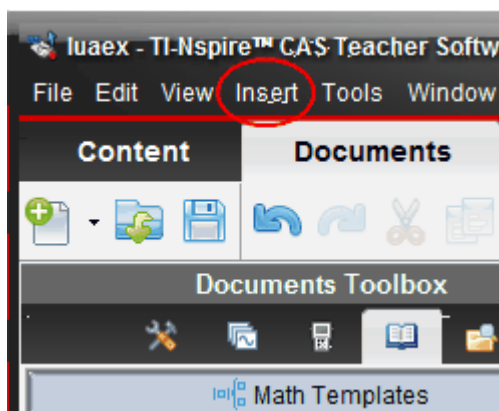 luaex - TI-Nspire™ CAS Teacher Softw
File Edit View Insert Tools Window
Content Documents
Documents Toolbox
Math Templates